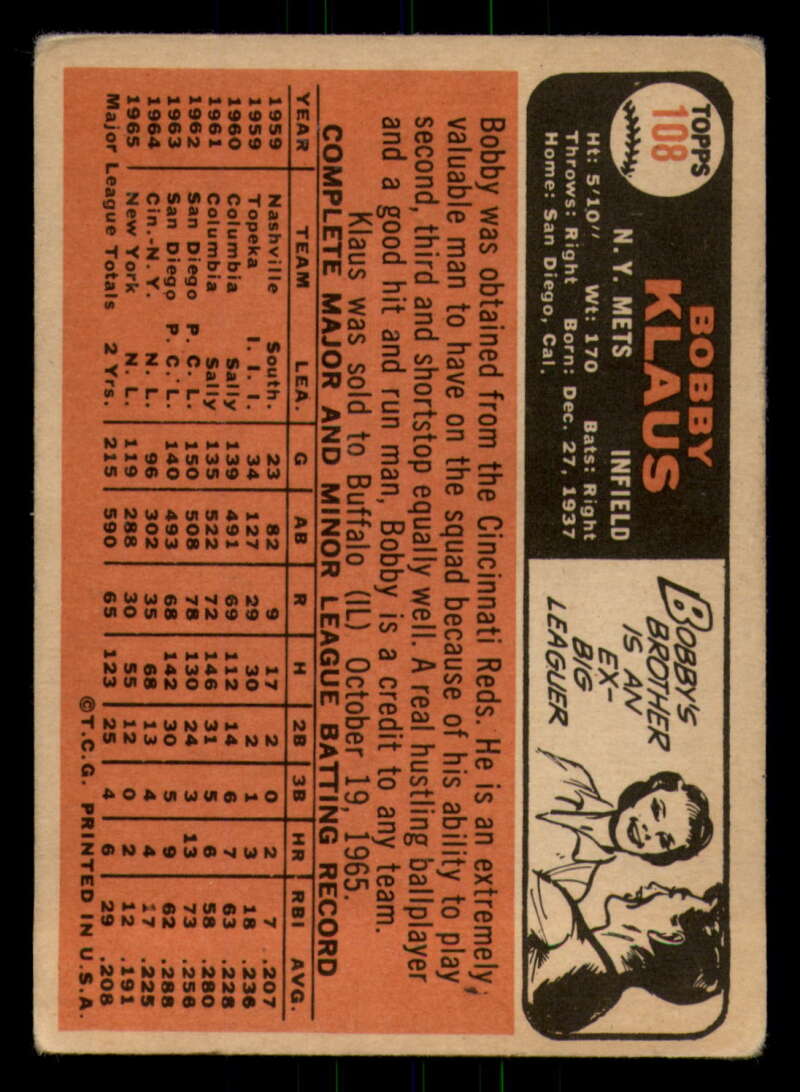 TOPPS
108
BOBBY
KLAUS
N. Y. METS INFIELD
Ht: 5'10" Wt: 170 Bats: Right
Throws: Right Born: Dec. 27, 1937
Home: San Diego, Cal.
BOBBY'S
BROTHER
IS AN
EX-
BIG
LEAGUER
Bobby was obtained from the Cincinnati Reds. He is an extremely
valuable man to have on the squad because of his ability to play
second, third and shortstop equally well. A real hustling ballplayer
and a good hit and run man, Bobby is a credit to any team.
Klaus was sold to Buffalo (IL) October 19, 1965.
COMPLETE MAJOR AND MINOR LEAGUE BATTING RECORD
YEAR TEAM LEA. G AB R H 2B 3B HR RBI AVG.
1959 Nashville South. 23 82 9 17 2 0 2 7 .207
1959 Topeka I. I. I. 34 127 29 30 2 1 3 18 .236
1960 Columbia Sally 139 491 69 112 14 6 7 63 .228
1961 Columbia Sally 135 522 72 146 31 5 6 58 .280
1962 San Diego P. C. L. 150 508 78 130 24 3 13 73 .256
1963 San Diego P. C. L. 140 493 68 142 30 5 9 62 .288
1964 Cin.-N.Y. N. L. 96 302 35 68 13 4 4 17 .225
1965 New York N. L. 119 288 30 55 12 0 2 12 .191
Major League Totals 2 Yrs. 215 590 65 123 25 4 6 29 .208
©T.C.G. PRINTED IN U.S.A.